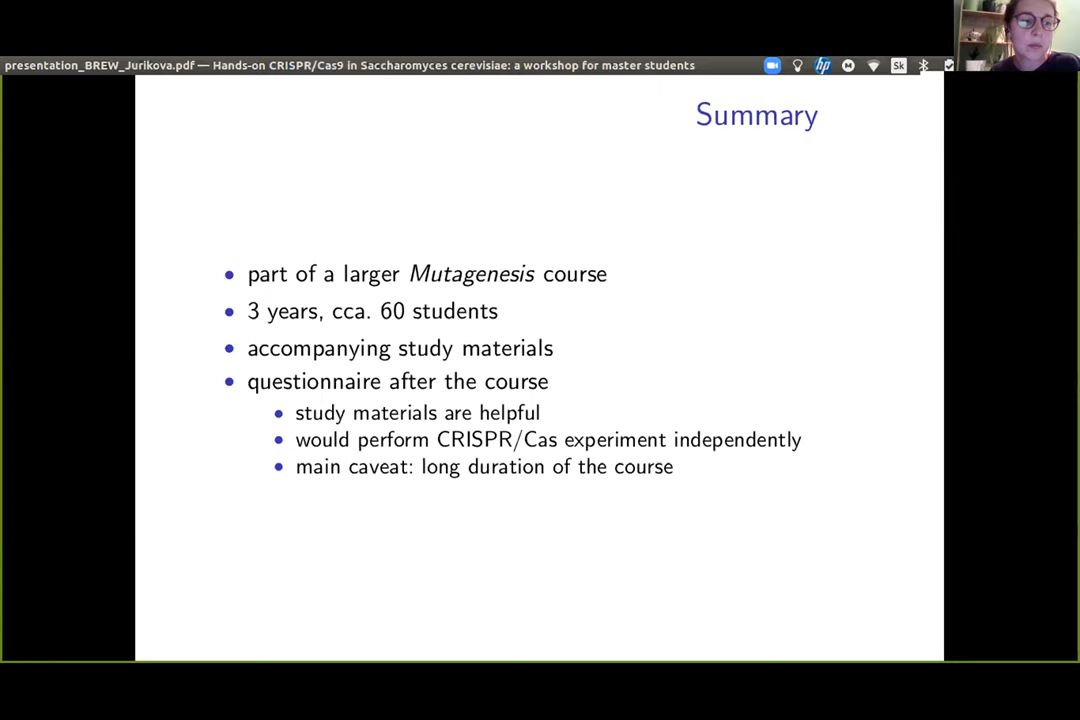 presentation_BREW_Jurikova.pdf — Hands-on CRISPR/Cas9 in Saccharomyces cerevisiae: a workshop for master students
hp
M
Sk
Summary
• part of a larger Mutagenesis course
• 3 years, cca. 60 students
• accompanying study materials
• questionnaire after the course
• study materials are helpful
• would perform CRISPR/Cas experiment independently
• main caveat: long duration of the course